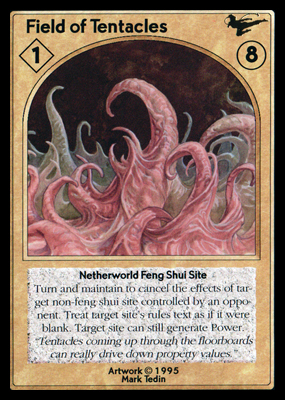 Field of Tentacles
1
8
Netherworld Feng Shui Site
Turn and maintain to cancel the effects of tar-
get non-feng shui site controlled by an oppo-
nent. Treat target site's rules text as if it were
blank. Target site can still generate Power.
"Tentacles coming up through the floorboards
can really drive down property values.
Artwork © 1995
Mark Tedin